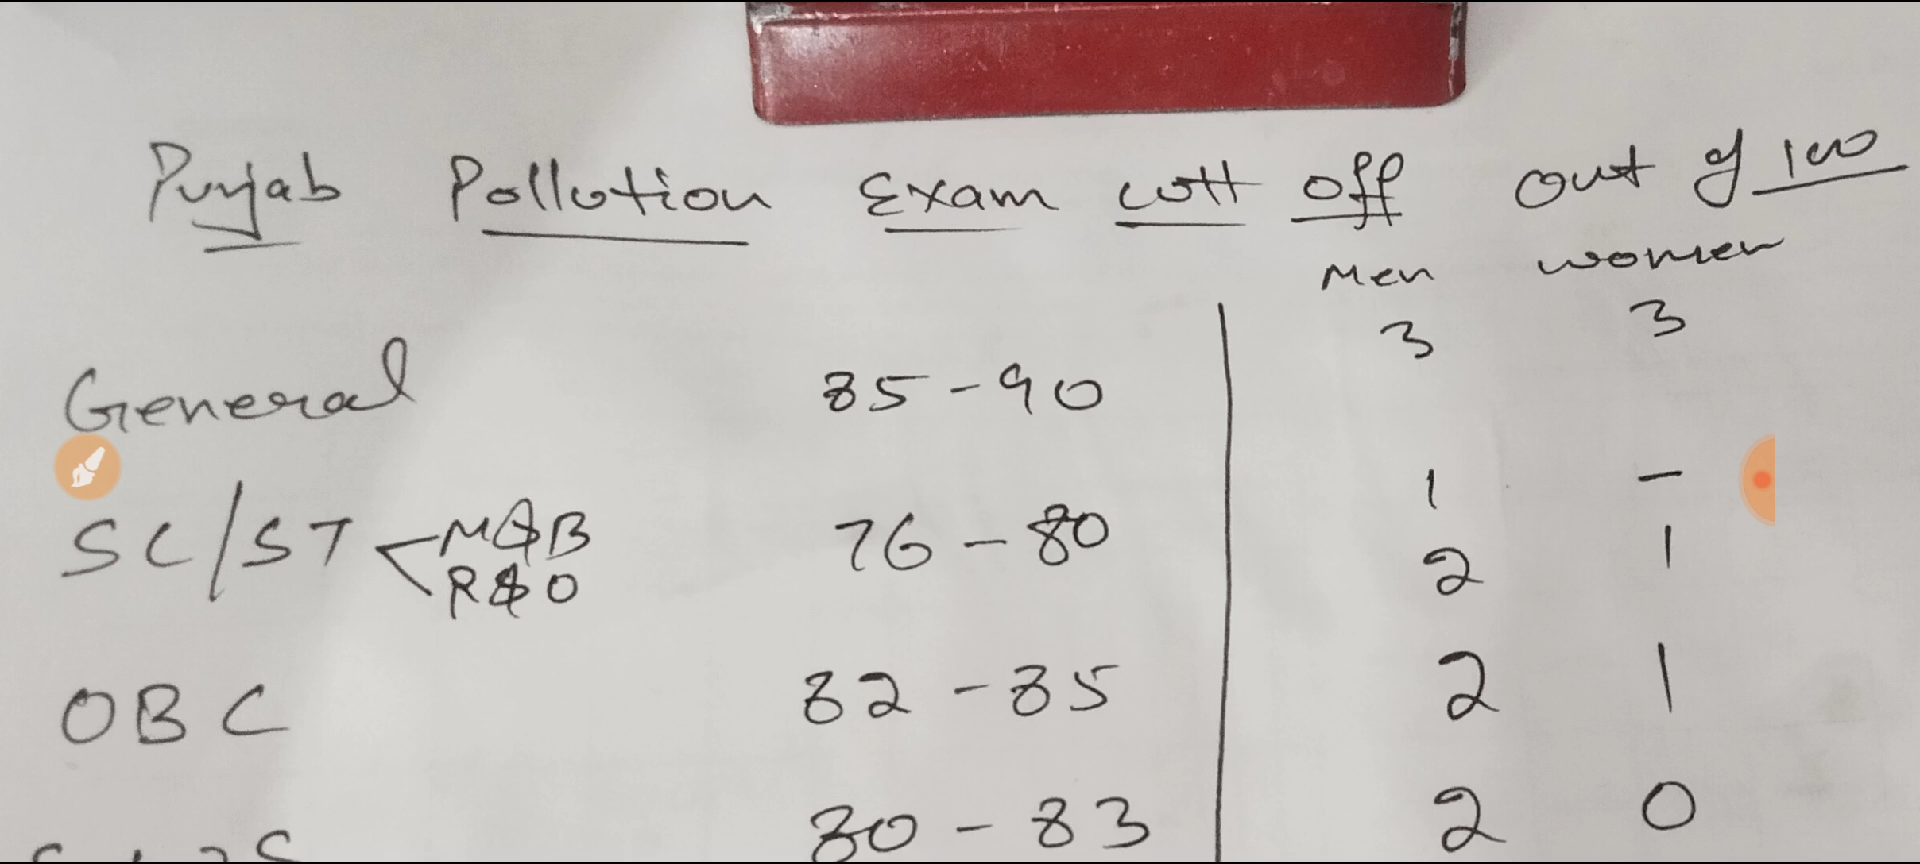 Punjab Pollution Exam cutt off out of 100
Men women
3 3
General 85-90
1 -
SC/ST M&B 76-80
R&O 2 1
OBC 82-85 2 1
80-83 2 0